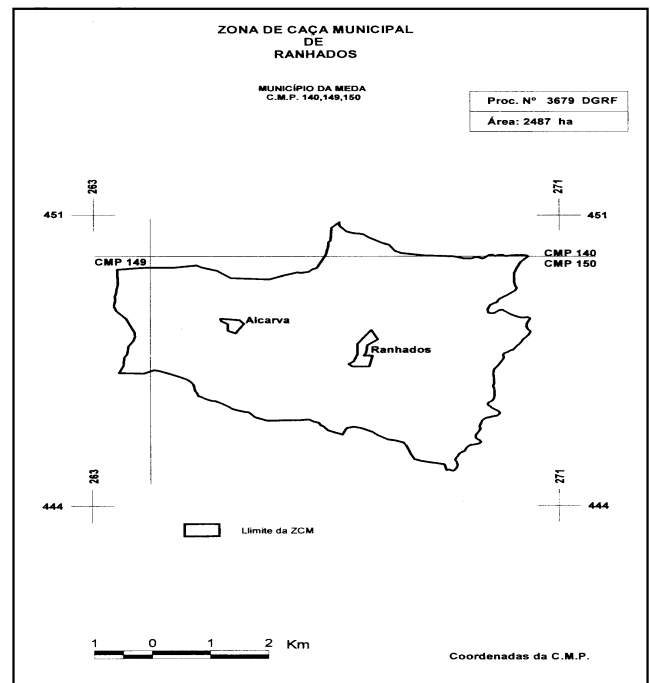 ZONA DE CAÇA MUNICIPAL
DE
RANHADOS
MUNICÍPIO DA MEDA
C.M.P. 140,149,150
Proc. Nº 3679 DGRF
Área: 2487 ha
263
271
451
451
CMP 149
CMP 140
CMP 150
Alcarva
Ranhados
263
271
444
444
Llimite da ZCM
1 0 1 2 Km
Coordenadas da C.M.P.